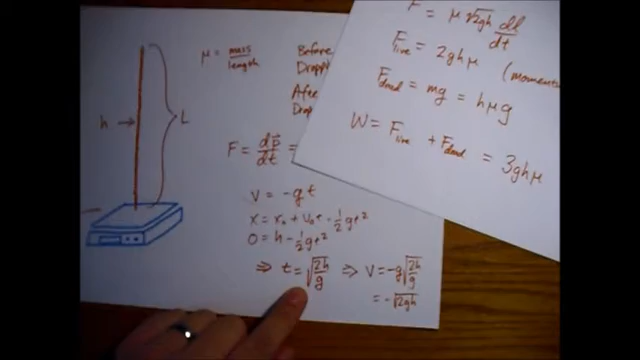 h →
L
μ = mass/length
Before
Dropp
After
Drop
F = dp⃗/dt =
v = -gt
x = x₀ + v₀t - ½gt²
0 = h - ½gt²
⇒ t = √(2h/g) ⇒ v = -g√(2h/g)
= -√(2gh)
F = μ√(2gh) dl/dt
F_live = 2ghμ
(momentu
F_dead = mg = hμg
W = F_live + F_dead = 3ghμ